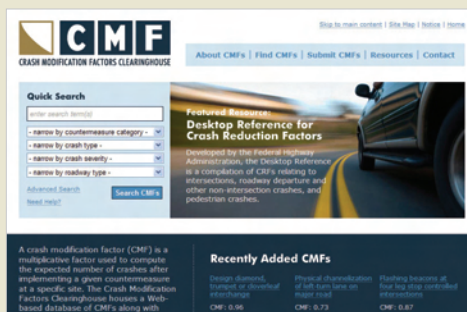 Skip to main content | Site Map | Notice | Home
CMF
CRASH MODIFICATION FACTORS CLEARINGHOUSE
About CMFs | Find CMFs | Submit CMFs | Resources | Contact
Quick Search
enter search term(s)
- narrow by countermeasure category -
- narrow by crash type -
- narrow by crash severity -
- narrow by roadway type -
Advanced Search
Search CMFs
Need Help?
Featured Resource:
Desktop Reference for
Crash Reduction Factors
Developed by the Federal Highway
Administration, the Desktop Reference
is a compilation of CRFs relating to
intersections, roadway departure and
other non-intersection crashes, and
pedestrian crashes.
A crash modification factor (CMF) is a
multiplicative factor used to compute
the expected number of crashes after
implementing a given countermeasure
at a specific site. The Crash Modification
Factors Clearinghouse houses a Web-
based database of CMFs along with
Recently Added CMFs
Design diamond,
trumpet or cloverleaf
interchange
CMF: 0.96
Physical channelization
of left-turn lane on
major road
CMF: 0.73
Flashing beacons at
four leg stop controlled
intersections
CMF: 0.87